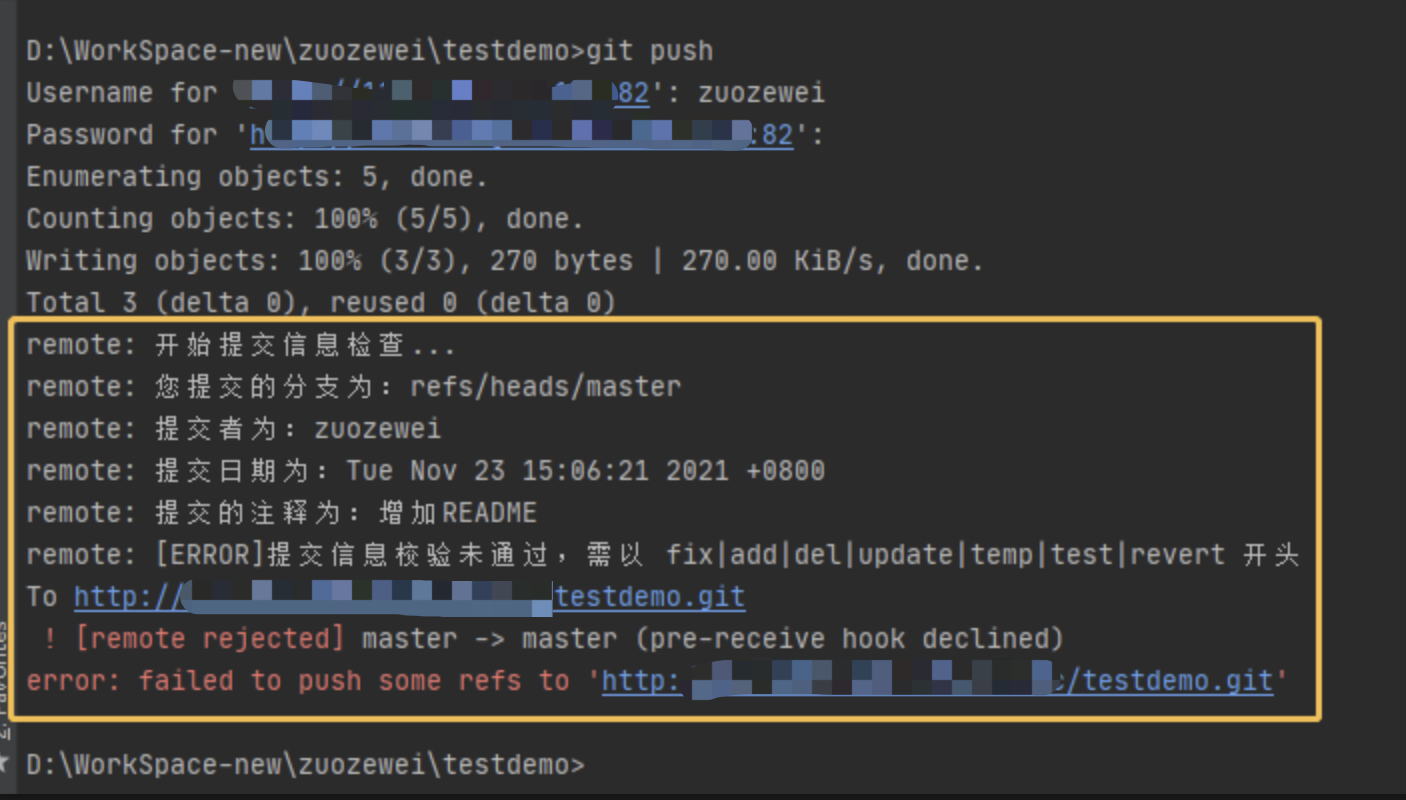 D:\WorkSpace-new\zuozewei\testdemo>git push
Username for 82': zuozewei
Password for 'h :82':
Enumerating objects: 5, done.
Counting objects: 100% (5/5), done.
Writing objects: 100% (3/3), 270 bytes | 270.00 KiB/s, done.
Total 3 (delta 0), reused 0 (delta 0)
remote: 开始提交信息检查...
remote: 您提交的分支为: refs/heads/master
remote: 提交者为: zuozewei
remote: 提交日期为: Tue Nov 23 15:06:21 2021 +0800
remote: 提交的注释为: 增加README
remote: [ERROR]提交信息校验未通过，需以 fix|add|del|update|temp|test|revert 开头
To http:// testdemo.git
! [remote rejected] master -> master (pre-receive hook declined)
error: failed to push some refs to 'http: /testdemo.git'
D:\WorkSpace-new\zuozewei\testdemo>